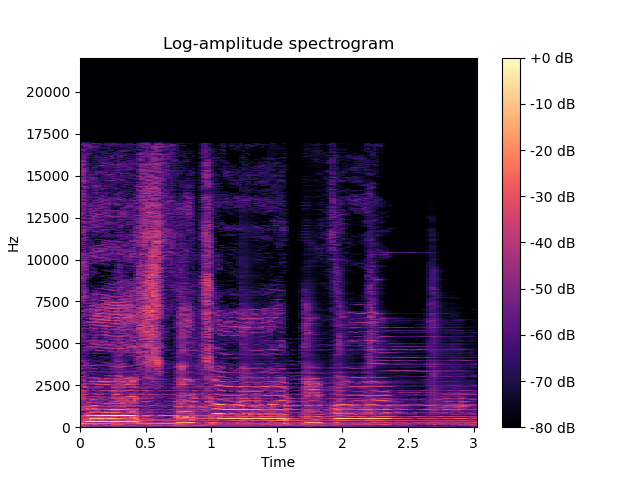 Log-amplitude spectrogram
Hz
20000
17500
15000
12500
10000
7500
5000
2500
0
0
0.5
1
1.5
2
2.5
3
Time
+0 dB
-10 dB
-20 dB
-30 dB
-40 dB
-50 dB
-60 dB
-70 dB
-80 dB